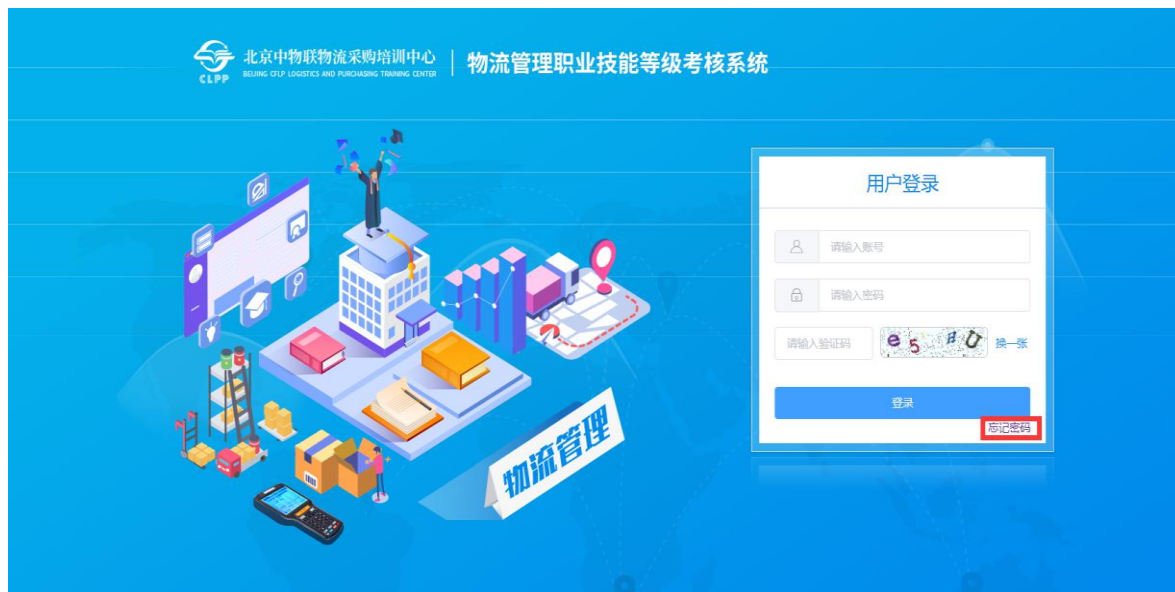 北京中物联物流采购培训中心
BEIJING CFLP LOGISTICS AND PURCHASING TRAINING CENTER
CLPP
物流管理职业技能等级考核系统
用户登录
请输入账号
请输入密码
请输入验证码
e 5 H U
换一张
登录
忘记密码
物流管理